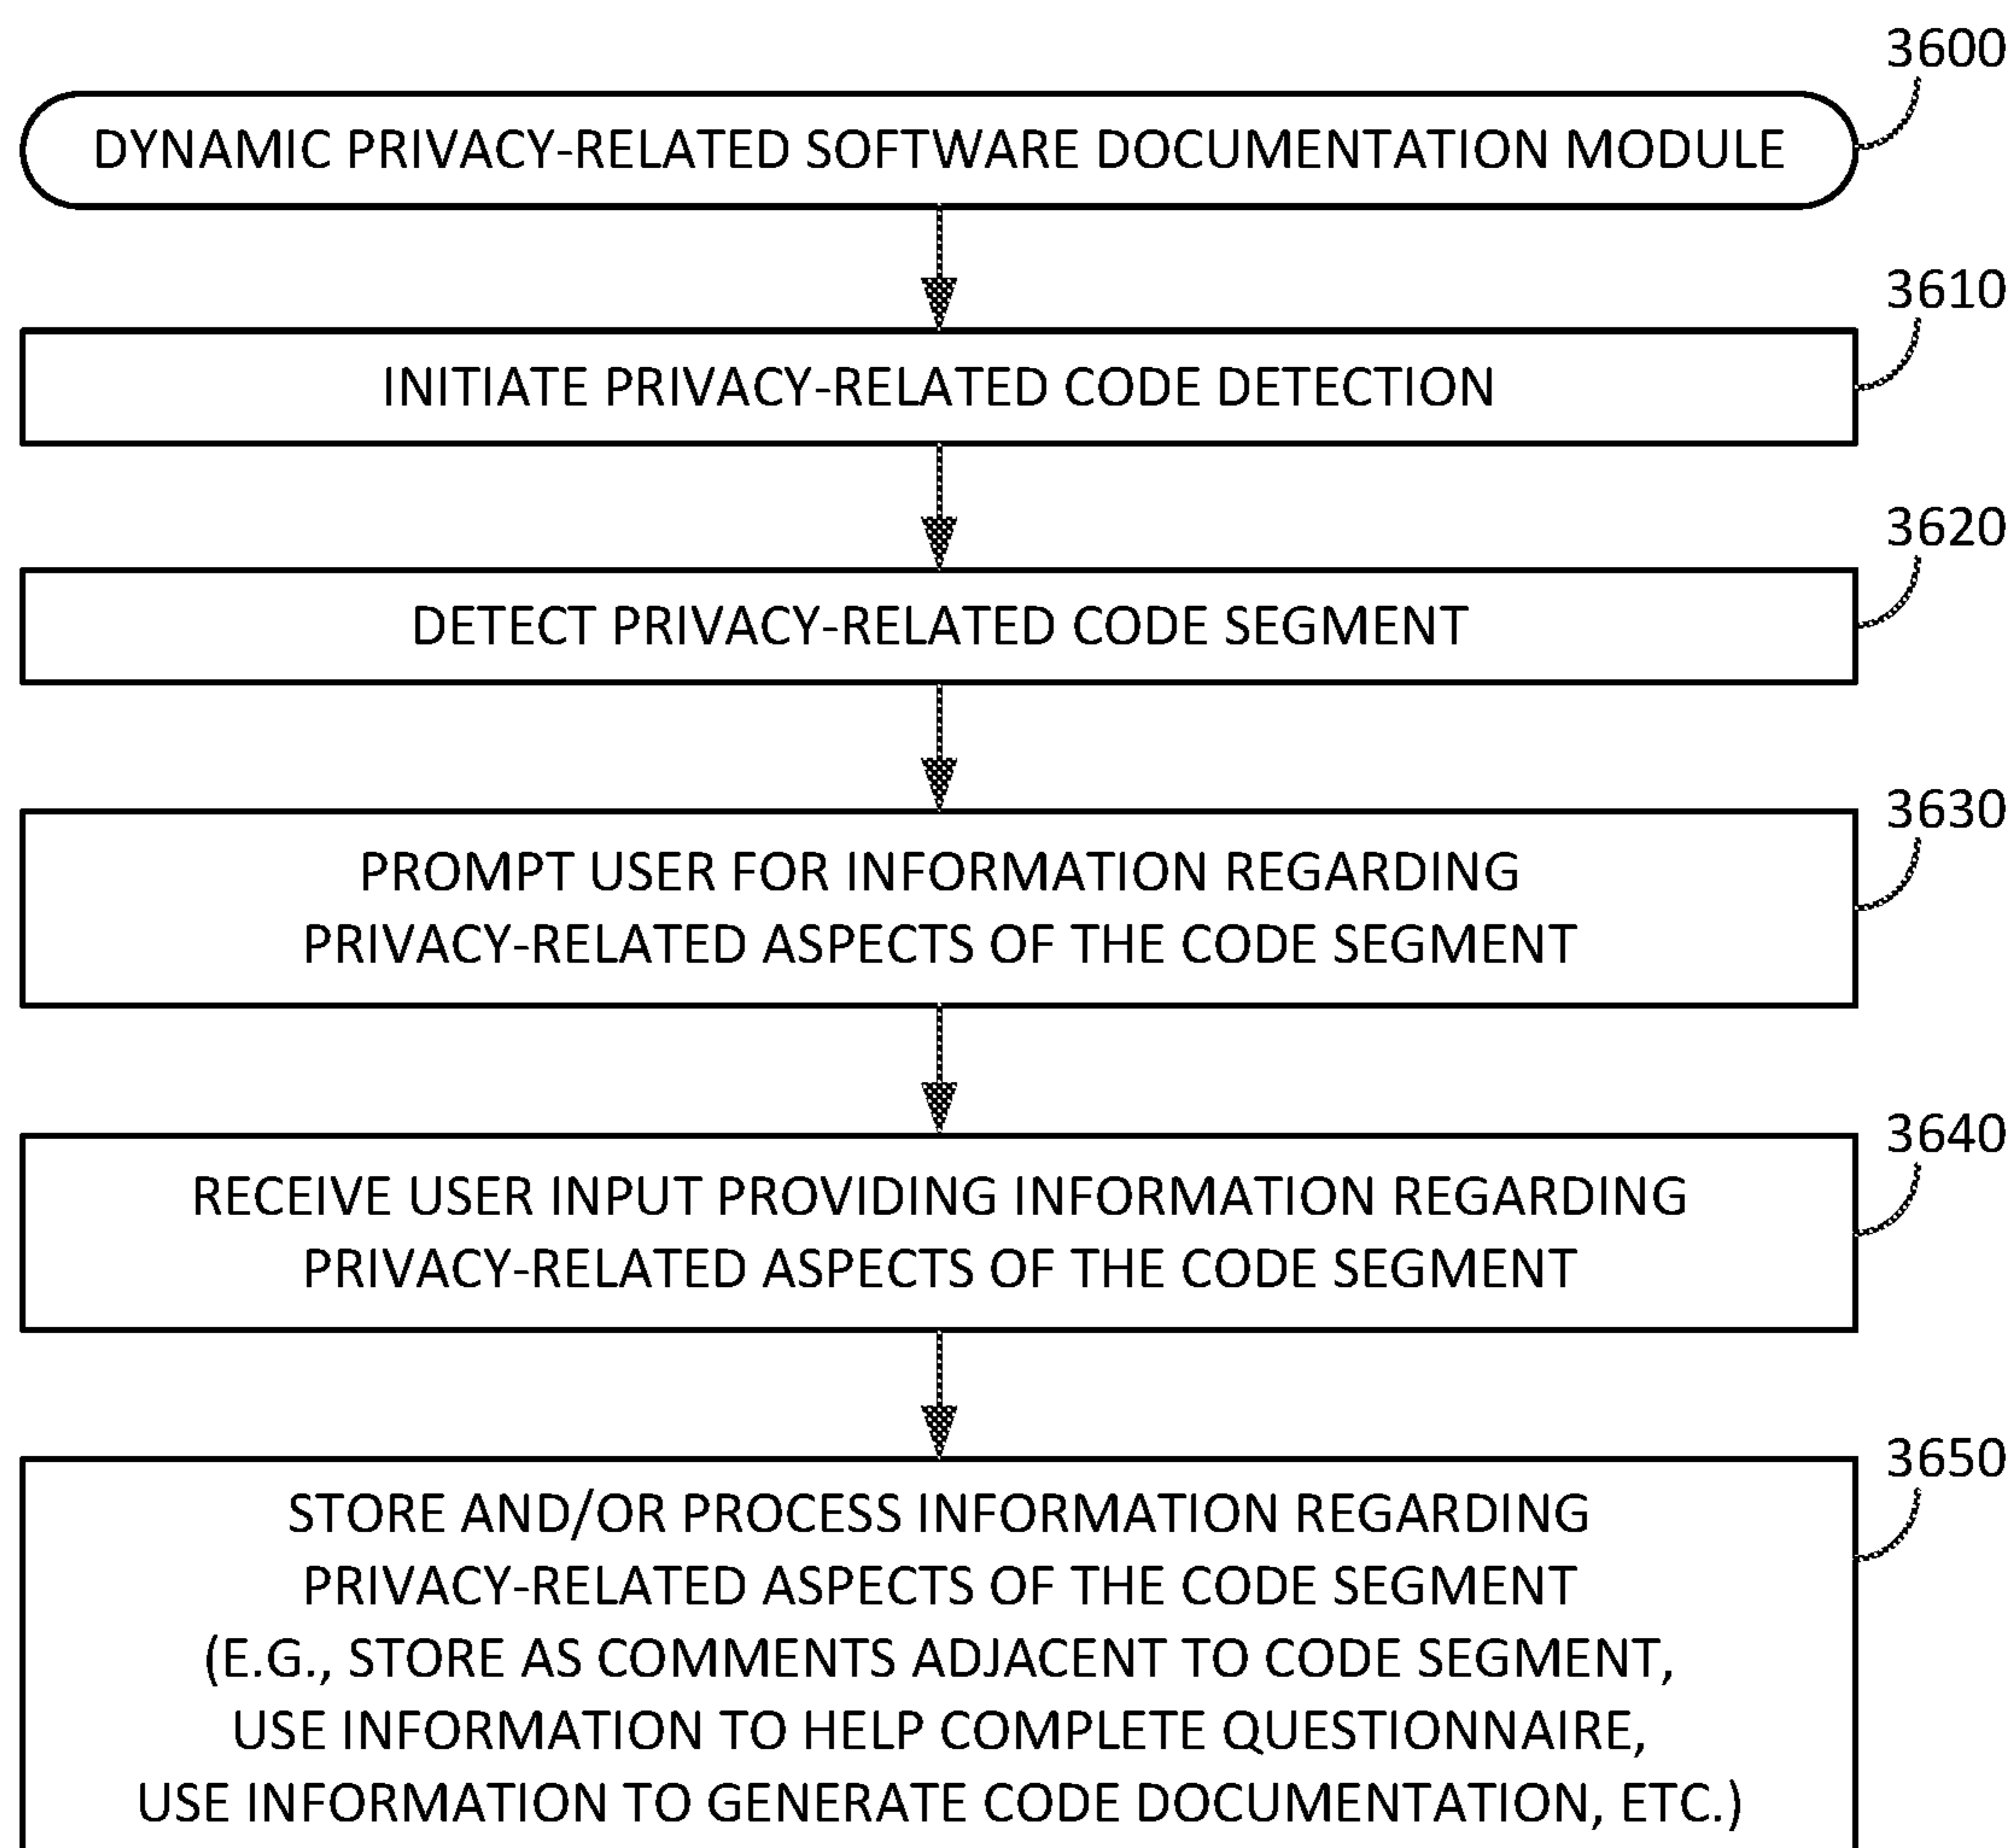 3600
DYNAMIC PRIVACY-RELATED SOFTWARE DOCUMENTATION MODULE
3610
INITIATE PRIVACY-RELATED CODE DETECTION
3620
DETECT PRIVACY-RELATED CODE SEGMENT
3630
PROMPT USER FOR INFORMATION REGARDING
PRIVACY-RELATED ASPECTS OF THE CODE SEGMENT
3640
RECEIVE USER INPUT PROVIDING INFORMATION REGARDING
PRIVACY-RELATED ASPECTS OF THE CODE SEGMENT
3650
STORE AND/OR PROCESS INFORMATION REGARDING
PRIVACY-RELATED ASPECTS OF THE CODE SEGMENT
(E.G., STORE AS COMMENTS ADJACENT TO CODE SEGMENT,
USE INFORMATION TO HELP COMPLETE QUESTIONNAIRE,
USE INFORMATION TO GENERATE CODE DOCUMENTATION, ETC.)